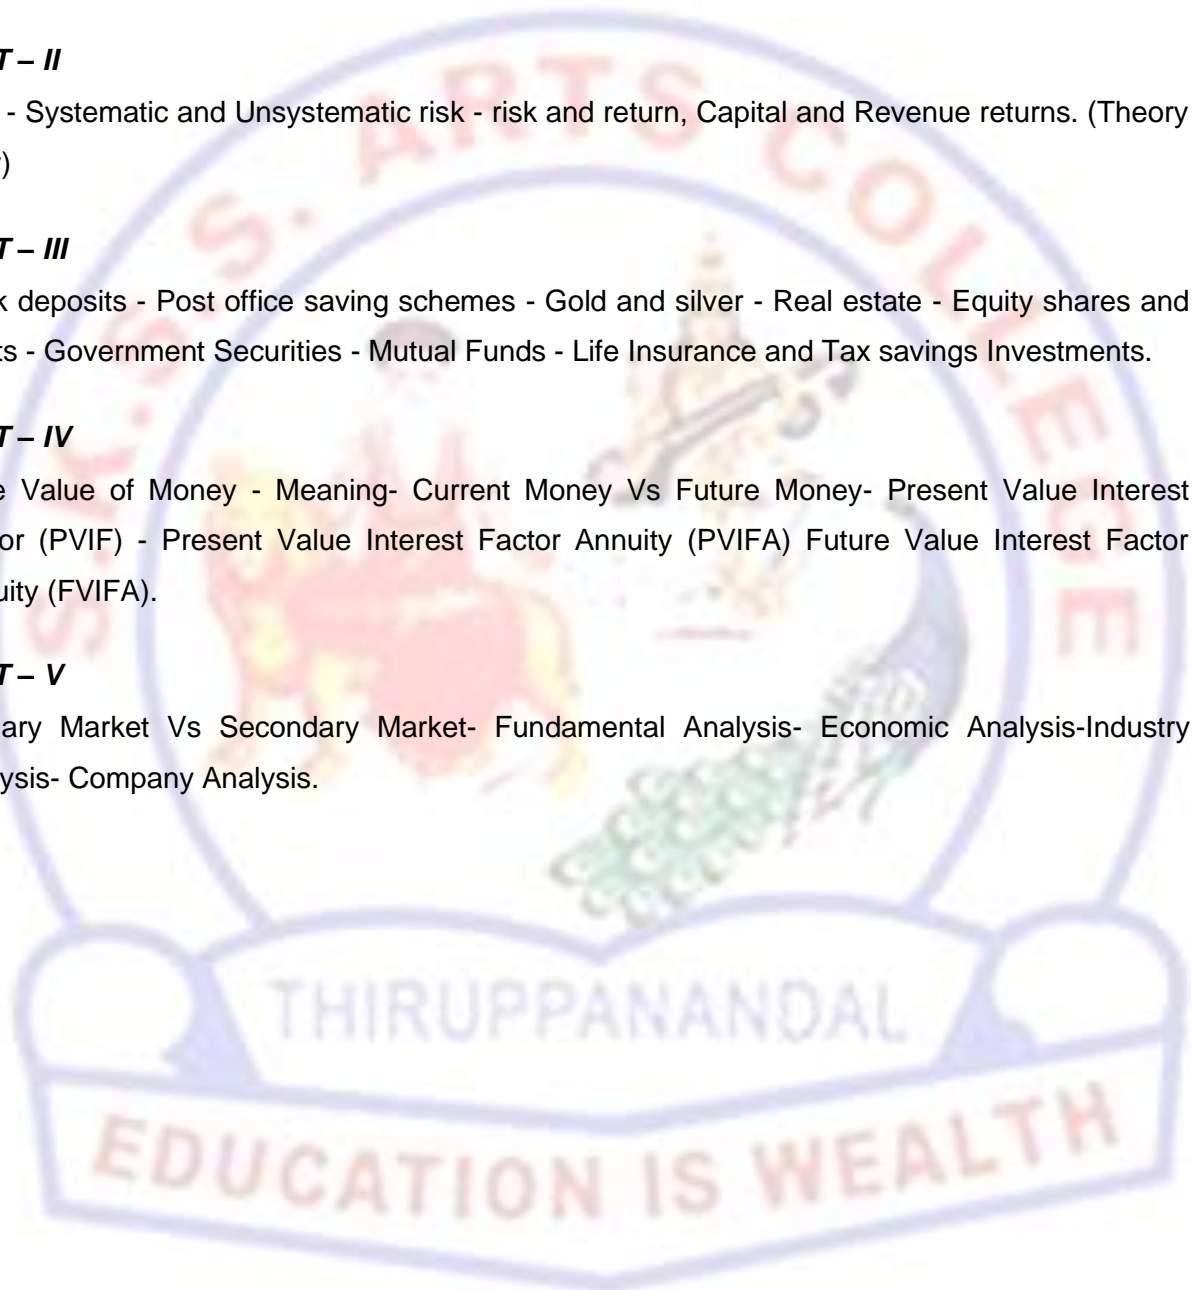 T – II
- Systematic and Unsystematic risk - risk and return, Capital and Revenue returns. (Theory
)
T – III
k deposits - Post office saving schemes - Gold and silver - Real estate - Equity shares and
ts - Government Securities - Mutual Funds - Life Insurance and Tax savings Investments.
T – IV
e Value of Money - Meaning- Current Money Vs Future Money- Present Value Interest
or (PVIF) - Present Value Interest Factor Annuity (PVIFA) Future Value Interest Factor
uity (FVIFA).
T – V
ary Market Vs Secondary Market- Fundamental Analysis- Economic Analysis-Industry
ysis- Company Analysis.
S.K.S.S. ARTS COLLEGE
THIRUPPANANDAL
EDUCATION IS WEALTH